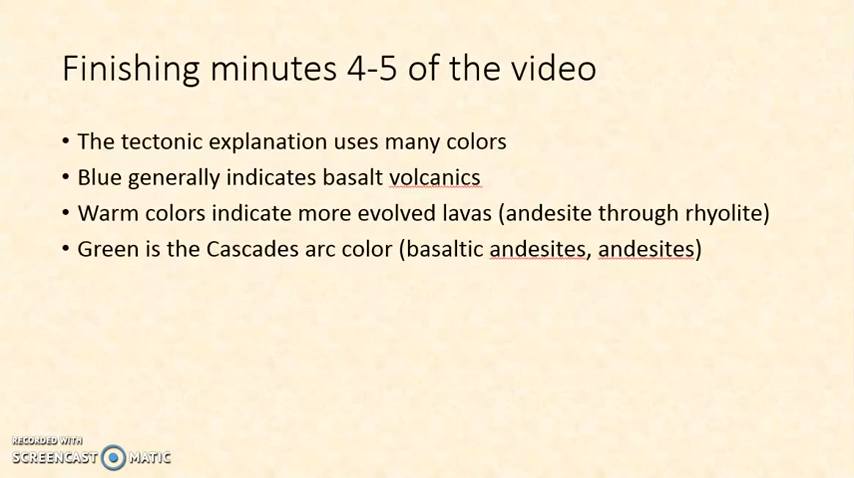 Finishing minutes 4-5 of the video
• The tectonic explanation uses many colors
• Blue generally indicates basalt volcanics
• Warm colors indicate more evolved lavas (andesite through rhyolite)
• Green is the Cascades arc color (basaltic andesites, andesites)
RECORDED WITH
SCREENCAST MATIC